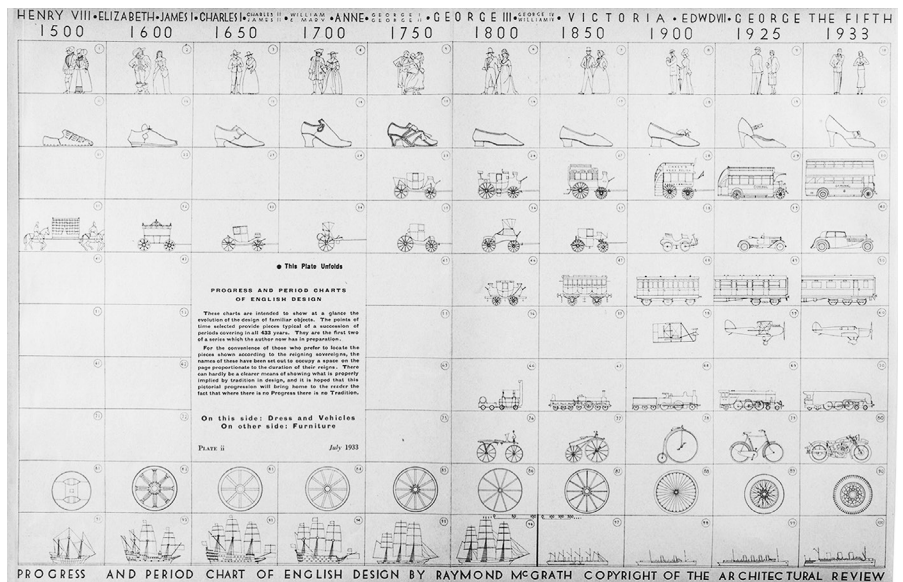 HENRY VIII • ELIZABETH • JAMES I • CHARLES I • CHARLES II JAMES II • WILLIAM & MARY • ANNE • GEORGE I GEORGE II • GEORGE III • GEORGE IV WILLIAM IV • VICTORIA • EDWD VII • GEORGE THE FIFTH
1500 1600 1650 1700 1750 1800 1850 1900 1925 1933
● This Plate Unfolds
PROGRESS AND PERIOD CHARTS
OF ENGLISH DESIGN
These charts are intended to show at a glance the
evolution of the design of familiar objects. The points of
time selected provide pieces typical of a succession of
periods covering in all 433 years. They are the first two
of a series which the author now has in preparation.
For the convenience of those who prefer to locate the
pieces shown according to the reigning sovereigns, the
names of these have been set out to occupy a space on the
page proportionate to the duration of their reigns. There
can hardly be a clearer means of showing what is properly
implied by tradition in design, and it is hoped that this
pictorial progression will bring home to the reader the
fact that where there is no Progress there is no Tradition.
On this side: Dress and Vehicles
On other side: Furniture
PLATE ii July 1933
PROGRESS AND PERIOD CHART OF ENGLISH DESIGN BY RAYMOND McGRATH COPYRIGHT OF THE ARCHITECTURAL REVIEW